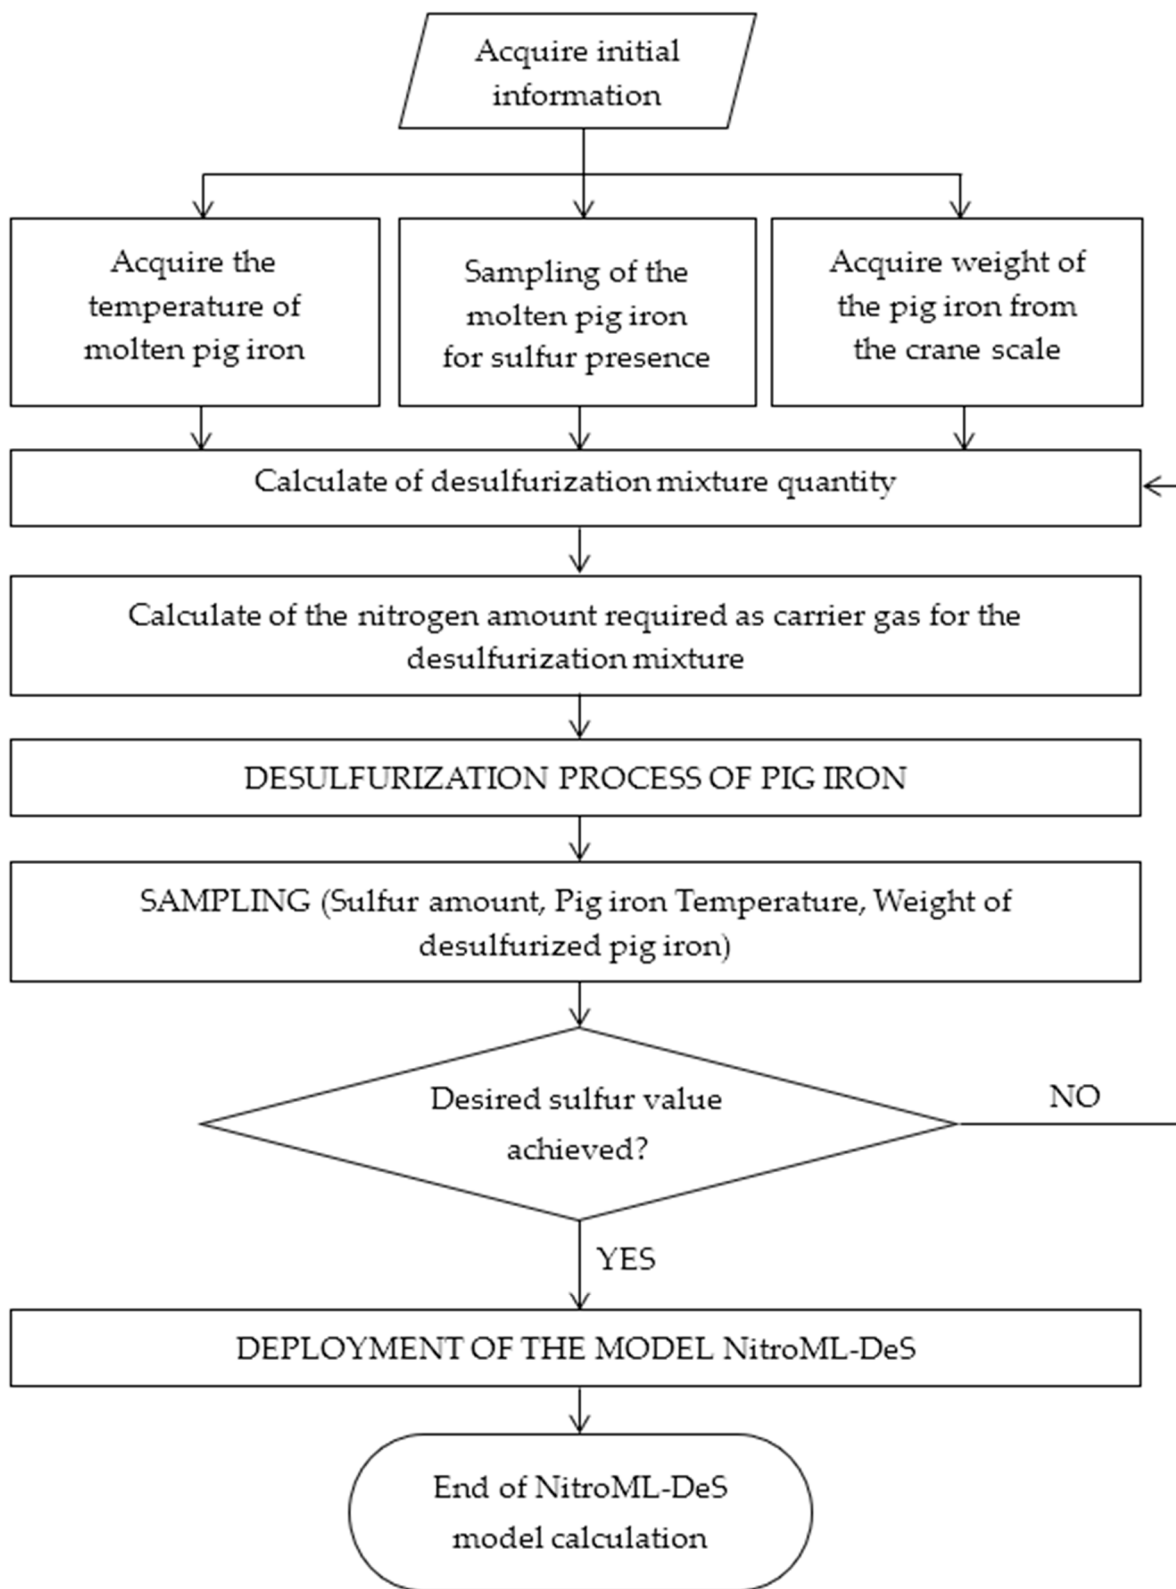 Acquire initial
information
Acquire the
temperature of
molten pig iron
Sampling of the
molten pig iron
for sulfur presence
Acquire weight of
the pig iron from
the crane scale
Calculate of desulfurization mixture quantity
Calculate of the nitrogen amount required as carrier gas for the
desulfurization mixture
DESULFURIZATION PROCESS OF PIG IRON
SAMPLING (Sulfur amount, Pig iron Temperature, Weight of
desulfurized pig iron)
Desired sulfur value
achieved?
NO
YES
DEPLOYMENT OF THE MODEL NitroML-DeS
End of NitroML-DeS
model calculation